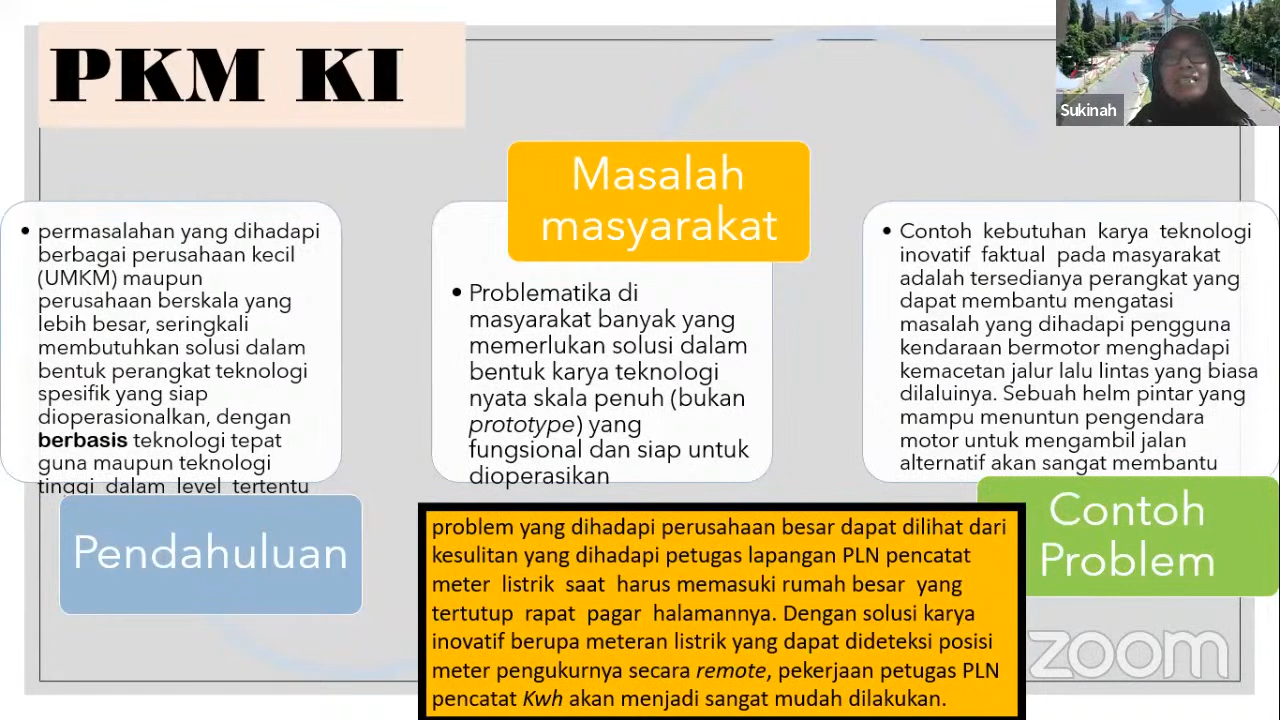 PKM KI
Sukinah
permasalahan yang dihadapi
berbagai perusahaan kecil
(UMKM) maupun
perusahaan berskala yang
lebih besar, seringkali
membutuhkan solusi dalam
bentuk perangkat teknologi
spesifik yang siap
dioperasionalkan, dengan
berbasis teknologi tepat
guna maupun teknologi
tinggi dalam level tertentu
Pendahuluan
Masalah
masyarakat
Problematika di
masyarakat banyak yang
memerlukan solusi dalam
bentuk karya teknologi
nyata skala penuh (bukan
prototype) yang
fungsional dan siap untuk
dioperasikan
Contoh kebutuhan karya teknologi
inovatif faktual pada masyarakat
adalah tersedianya perangkat yang
dapat membantu mengatasi
masalah yang dihadapi pengguna
kendaraan bermotor menghadapi
kemacetan jalur lalu lintas yang biasa
dilaluinya. Sebuah helm pintar yang
mampu menuntun pengendara
motor untuk mengambil jalan
alternatif akan sangat membantu
Contoh
Problem
problem yang dihadapi perusahaan besar dapat dilihat dari
kesulitan yang dihadapi petugas lapangan PLN pencatat
meter listrik saat harus memasuki rumah besar yang
tertutup rapat pagar halamannya. Dengan solusi karya
inovatif berupa meteran listrik yang dapat dideteksi posisi
meter pengukurnya secara remote, pekerjaan petugas PLN
pencatat Kwh akan menjadi sangat mudah dilakukan.
zoom